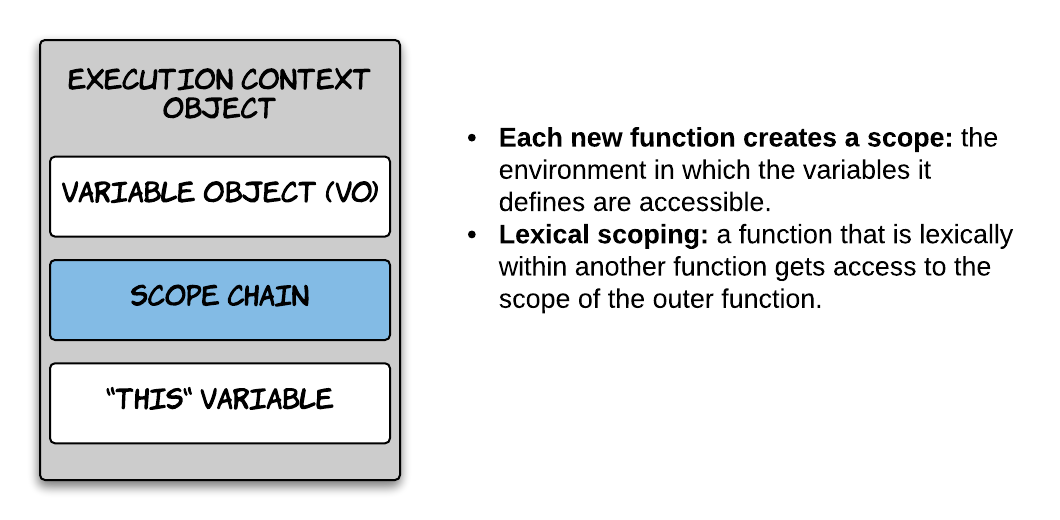 EXECUTION CONTEXT
OBJECT
VARIABLE OBJECT (VO)
SCOPE CHAIN
"THIS" VARIABLE
• Each new function creates a scope: the
environment in which the variables it
defines are accessible.
• Lexical scoping: a function that is lexically
within another function gets access to the
scope of the outer function.